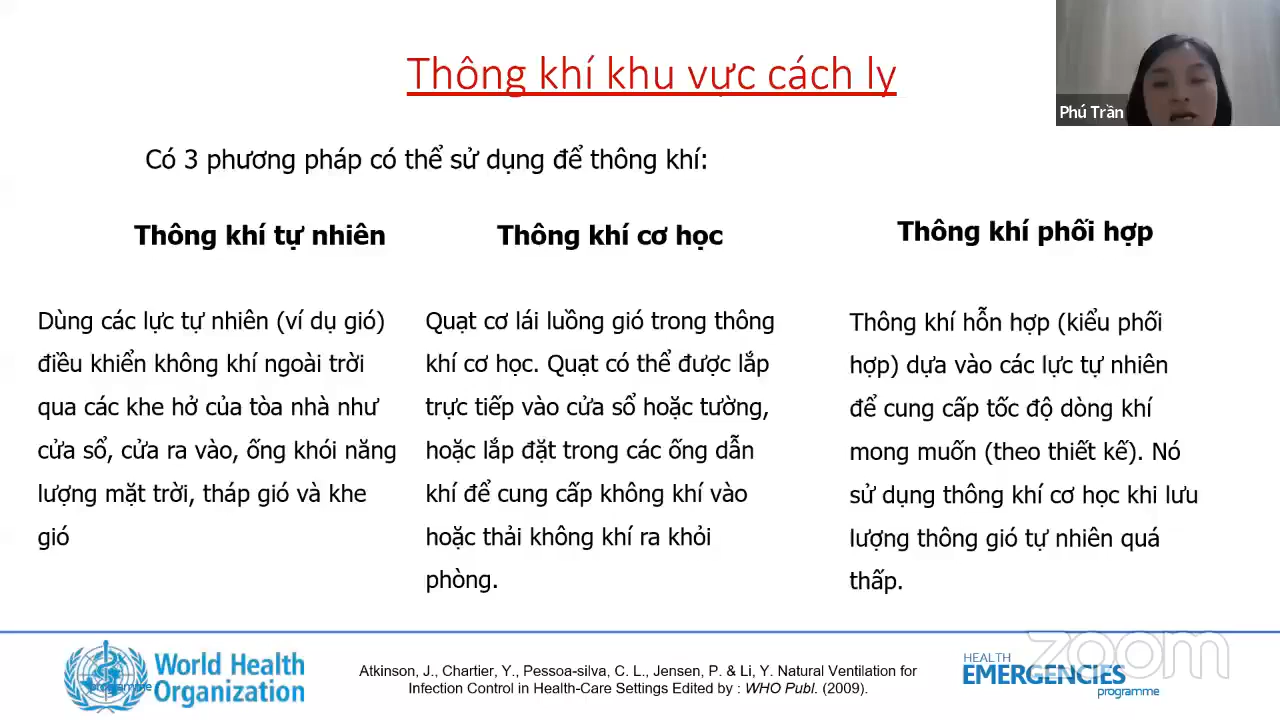 Thông khí khu vực cách ly
Phú Trần
Có 3 phương pháp có thể sử dụng để thông khí:
Thông khí tự nhiên
Dùng các lực tự nhiên (ví dụ gió)
điều khiển không khí ngoài trời
qua các khe hở của tòa nhà như
cửa sổ, cửa ra vào, ống khói năng
lượng mặt trời, tháp gió và khe
gió
Thông khí cơ học
Quạt cơ lái luồng gió trong thông
khí cơ học. Quạt có thể được lắp
trực tiếp vào cửa sổ hoặc tường,
hoặc lắp đặt trong các ống dẫn
khí để cung cấp không khí vào
hoặc thải không khí ra khỏi
phòng.
Thông khí phối hợp
Thông khí hỗn hợp (kiểu phối
hợp) dựa vào các lực tự nhiên
để cung cấp tốc độ dòng khí
mong muốn (theo thiết kế). Nó
sử dụng thông khí cơ học khi lưu
lượng thông gió tự nhiên quá
thấp.
World Health
Organization
programme
Atkinson, J., Chartier, Y., Pessoa-silva, C. L., Jensen, P. & Li, Y. Natural Ventilation for
Infection Control in Health-Care Settings Edited by : WHO Publ. (2009).
HEALTH
EMERGENCIES
programme
zoom